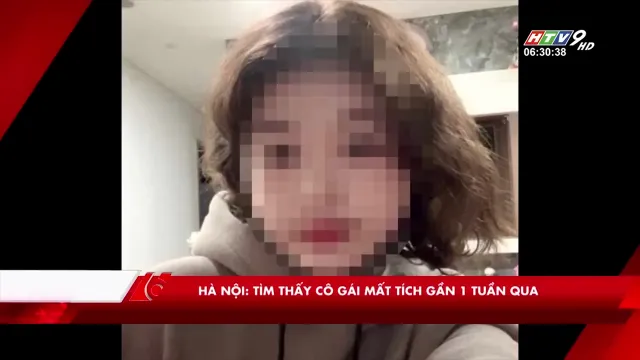 HTV9 HD
06:30:38
HÀ NỘI: TÌM THẤY CÔ GÁI MẤT TÍCH GẦN 1 TUẦN QUA